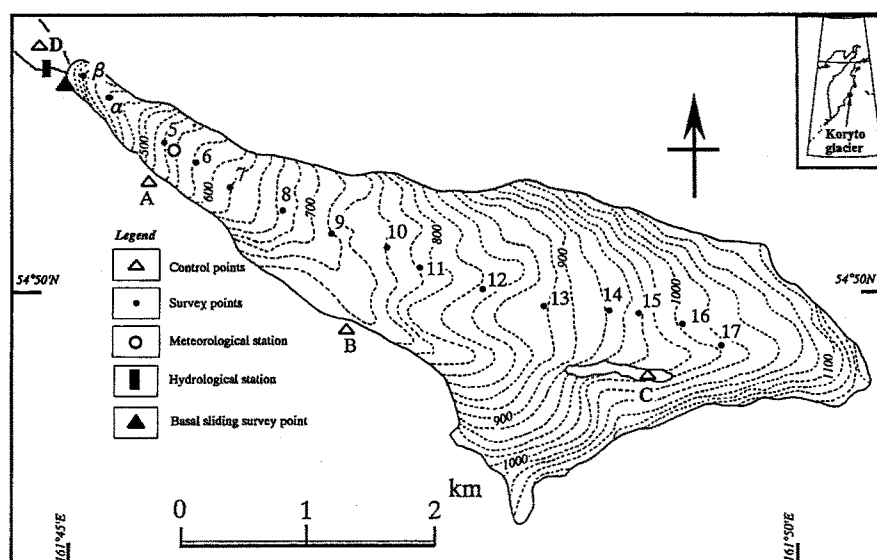 D
β
α
5
6
7
8
9
10
11
12
13
14
15
16
17
A
B
C
500
600
700
800
900
1000
1100
900
1000
Koryto
glacier
Legend
Control points
Survey points
Meteorological station
Hydrological station
Basal sliding survey point
54°50'N
54°50'N
km
0
1
2
161°45'E
161°50'E